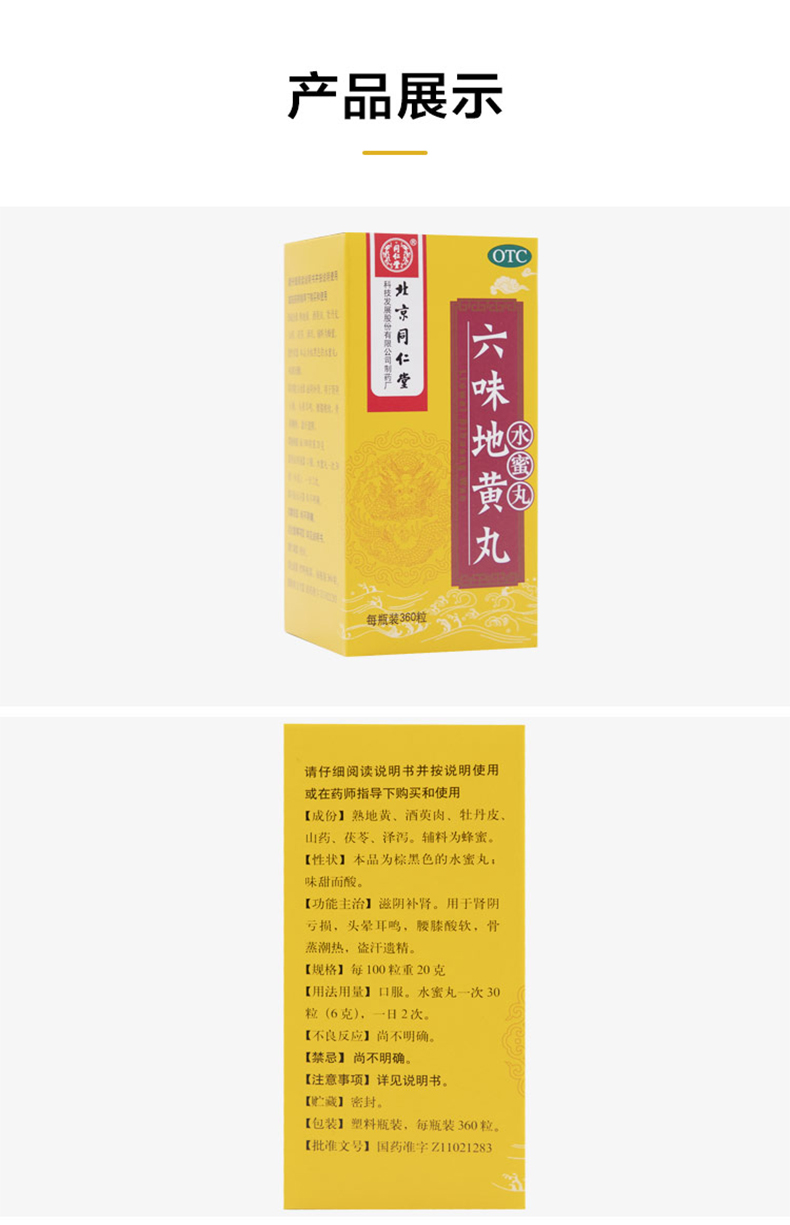 产品展示
OTC
同仁堂
®
北京同仁堂
科技发展股份有限公司制药厂
六味地黄丸
水蜜丸
每瓶装360粒
请仔细阅读说明书并按说明使用
或在药师指导下购买和使用
【成份】熟地黄、酒萸肉、牡丹皮、
山药、茯苓、泽泻。辅料为蜂蜜。
【性状】本品为棕黑色的水蜜丸；
味甜而酸。
【功能主治】滋阴补肾。用于肾阴
亏损，头晕耳鸣，腰膝酸软，骨
蒸潮热，盗汗遗精。
【规格】每100粒重20克
【用法用量】口服。水蜜丸一次30
粒（6克），一日2次。
【不良反应】尚不明确。
【禁忌】尚不明确。
【注意事项】详见说明书。
【贮藏】密封。
【包装】塑料瓶装，每瓶装360粒。
【批准文号】国药准字Z11021283